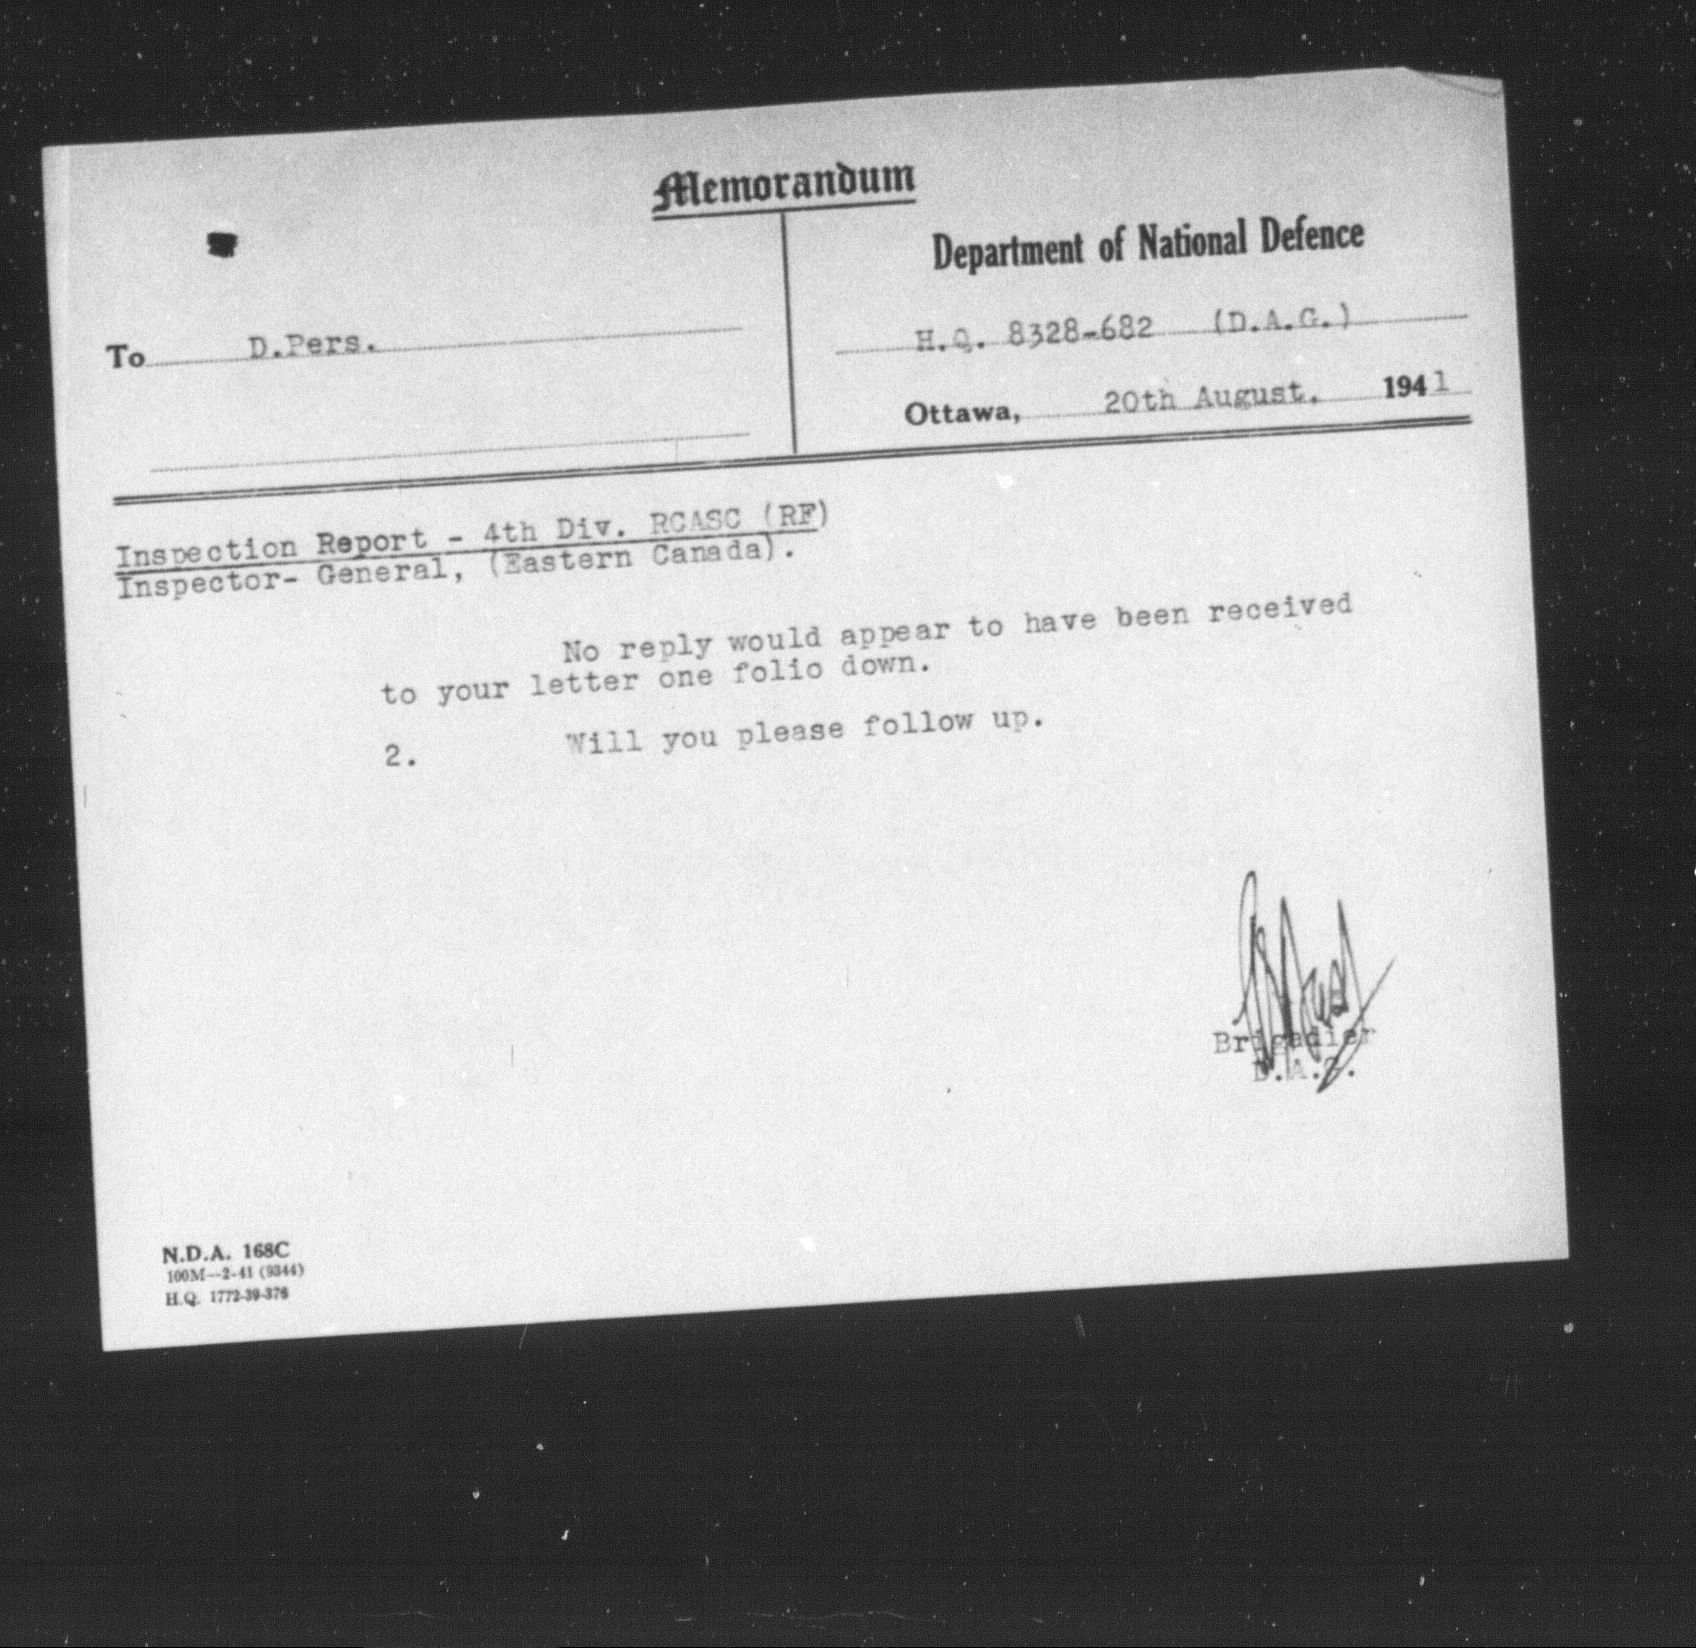 Memorandum
Department of National Defence
To D.Pers.
H.Q. 8328-682 (D.A.G.)
Ottawa, 20th August, 1941
Inspection Report - 4th Div. RCASC (RF)
Inspector- General, (Eastern Canada).
No reply would appear to have been received
to your letter one folio down.
2. Will you please follow up.
Brigadier
D.A.G.
N.D.A. 168C
100M—2-41 (9344)
H.Q. 1772-39-376